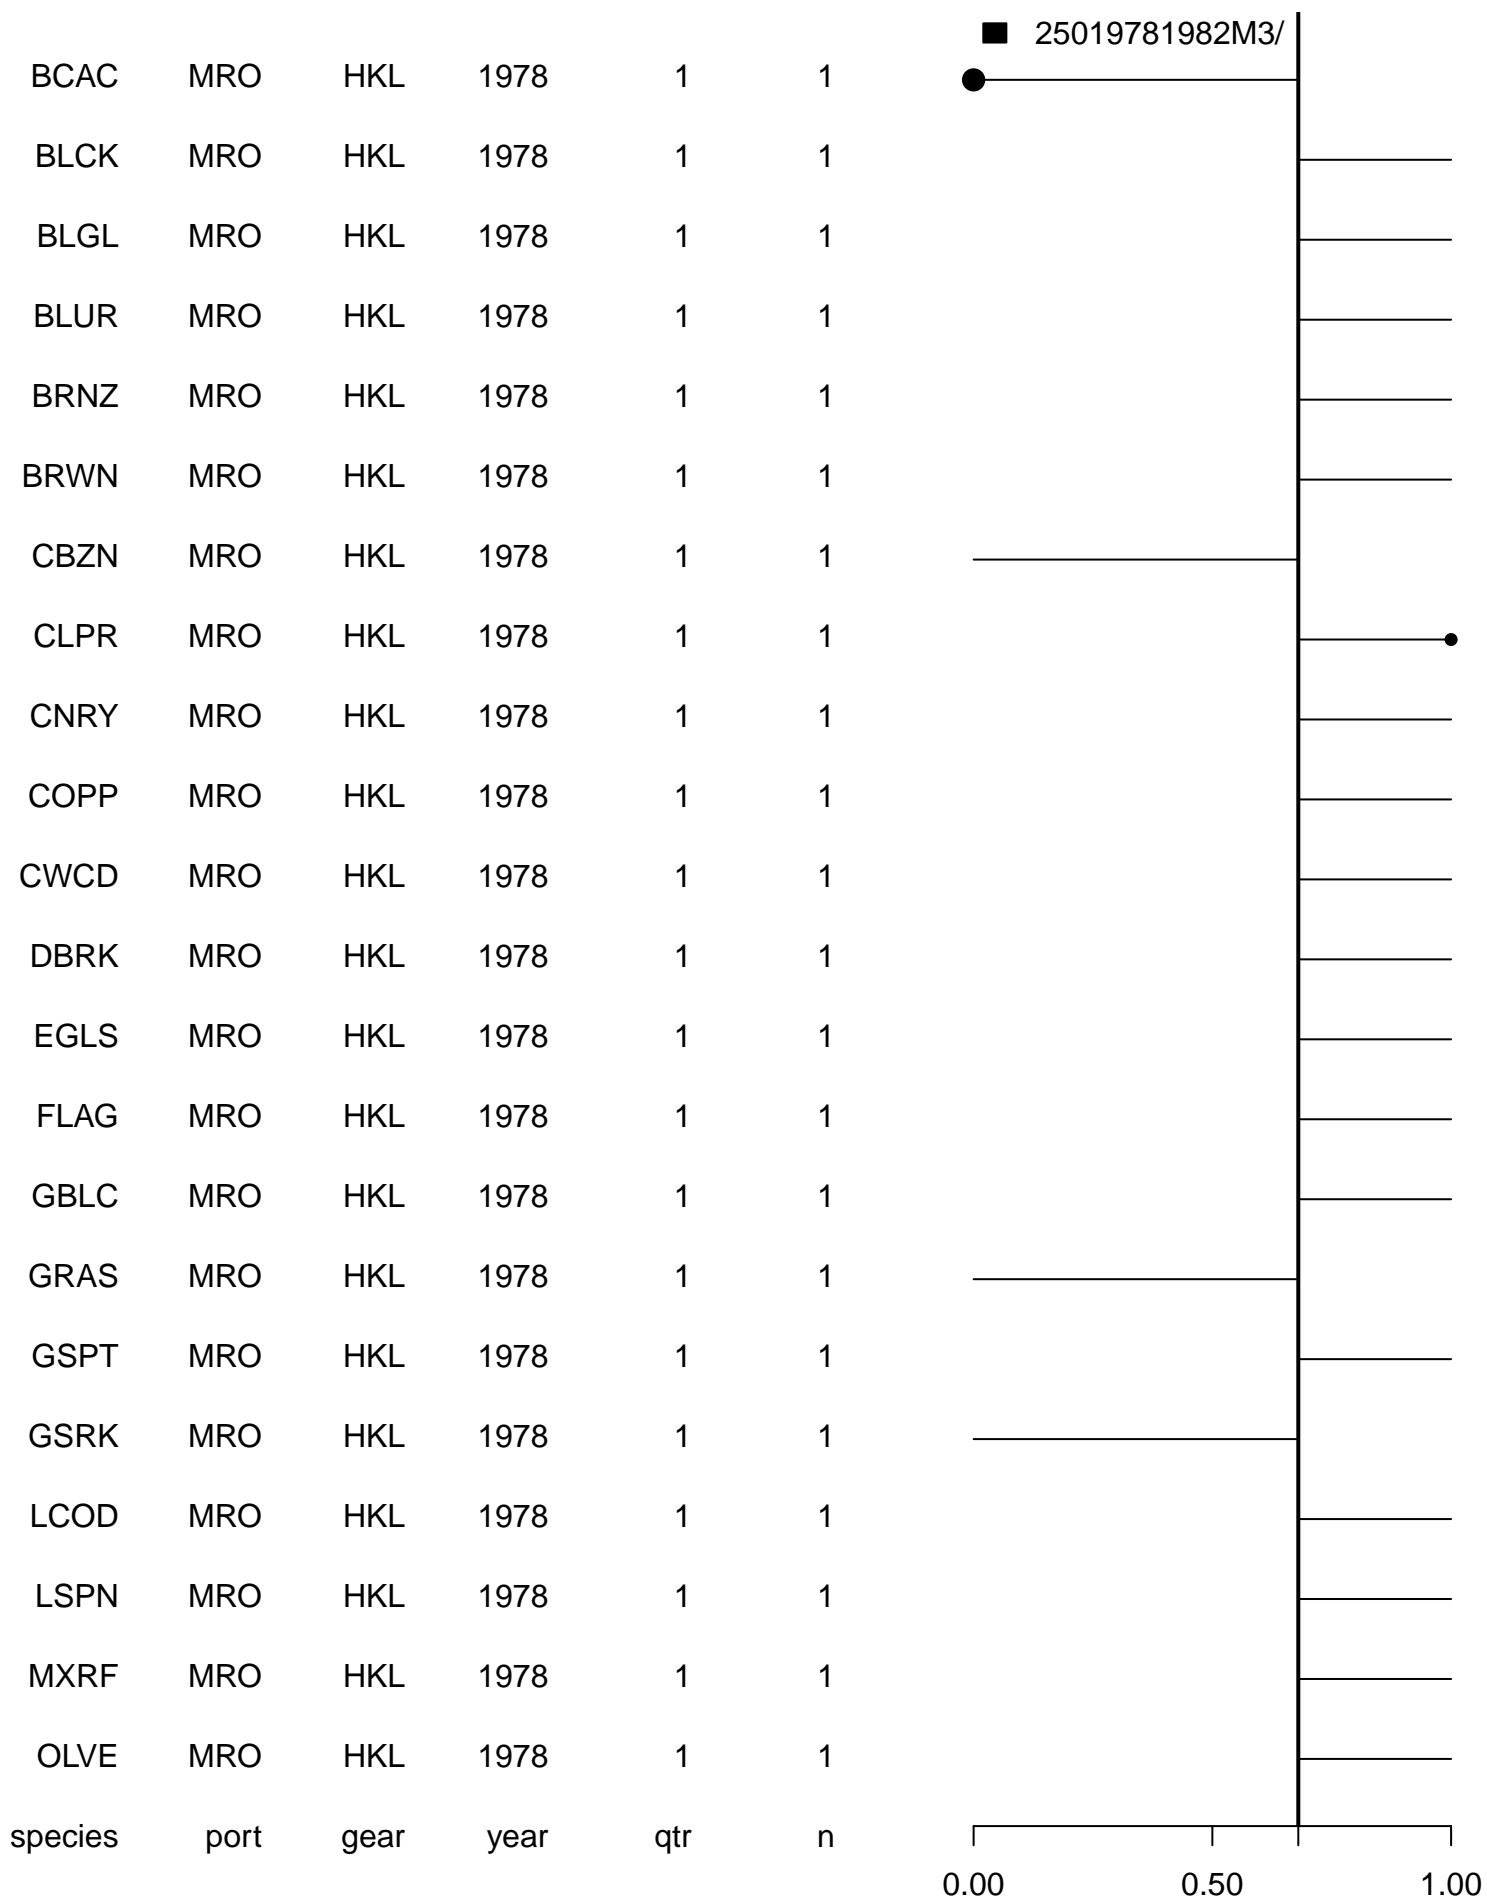 25019781982M3/
BCAC MRO HKL 1978 1 1
BLCK MRO HKL 1978 1 1
BLGL MRO HKL 1978 1 1
BLUR MRO HKL 1978 1 1
BRNZ MRO HKL 1978 1 1
BRWN MRO HKL 1978 1 1
CBZN MRO HKL 1978 1 1
CLPR MRO HKL 1978 1 1
CNRY MRO HKL 1978 1 1
COPP MRO HKL 1978 1 1
CWCD MRO HKL 1978 1 1
DBRK MRO HKL 1978 1 1
EGLS MRO HKL 1978 1 1
FLAG MRO HKL 1978 1 1
GBLC MRO HKL 1978 1 1
GRAS MRO HKL 1978 1 1
GSPT MRO HKL 1978 1 1
GSRK MRO HKL 1978 1 1
LCOD MRO HKL 1978 1 1
LSPN MRO HKL 1978 1 1
MXRF MRO HKL 1978 1 1
OLVE MRO HKL 1978 1 1
species port gear year qtr n
0.00 0.50 1.00